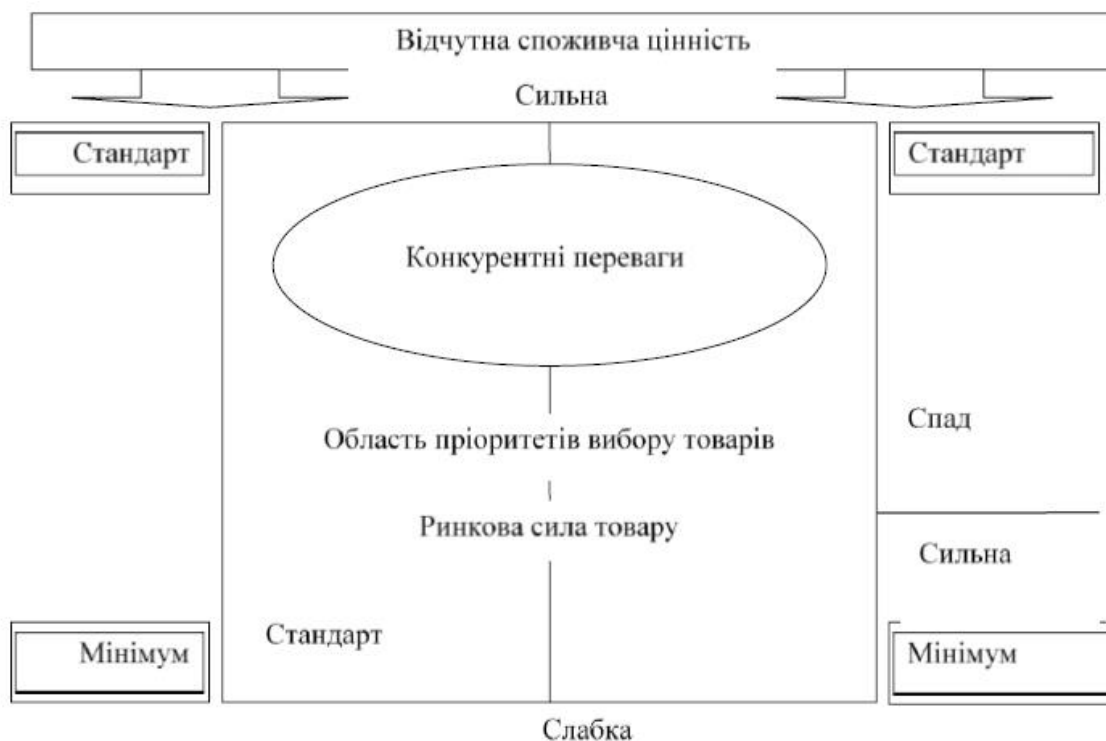 Відчутна споживча цінність
Сильна
Стандарт
Стандарт
Конкурентні переваги
Спад
Область пріоритетів вибору товарів
Ринкова сила товару
Сильна
Стандарт
Мінімум
Мінімум
Слабка